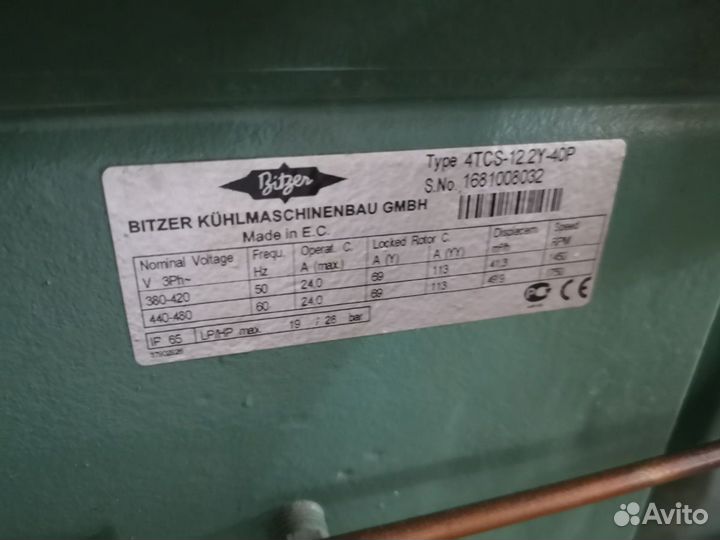 Bitzer
Type 4TCS-12.2Y-40P
S.No. 1681008032
BITZER KÜHLMASCHINENBAU GMBH
Made in E.C.
Nominal Voltage Frequ. Operat. C. Locked Rotor C. Displacem. Speed
V 3Ph~ Hz A (max.) A (Y) A (YY) m³/h RPM
380-420 50 24.0 69 113 41,3 1450
440-480 60 24.0 69 113 49,9 1750
IP 65 LP/HP max. 19 / 28 bar
PC CE
Avito